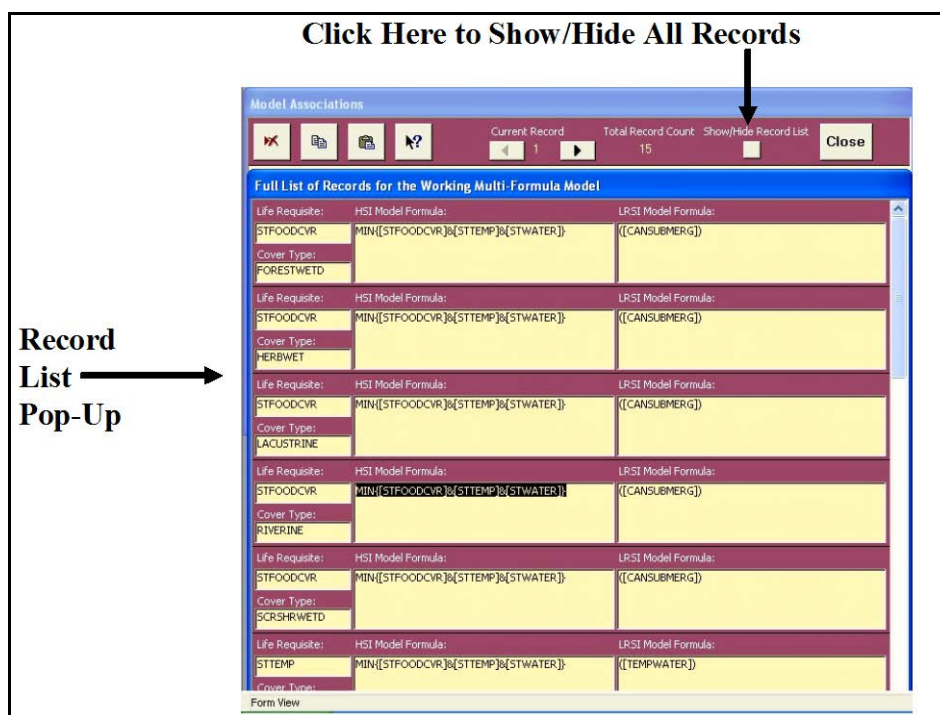 Click Here to Show/Hide All Records
Model Associations
Current Record Total Record Count Show/Hide Record List
1 15 Close
Full List of Records for the Working Multi-Formula Model
Life Requisite: HSI Model Formula: LRSI Model Formula:
STFOODCVR MIN{[STFOODCVR]&[STTEMP]&[STWATER]} ([CANSUBMERG])
Cover Type:
FORESTWETD
Life Requisite: HSI Model Formula: LRSI Model Formula:
STFOODCVR MIN{[STFOODCVR]&[STTEMP]&[STWATER]} ([CANSUBMERG])
Cover Type:
HERBWET
Record
List
Pop-Up
Life Requisite: HSI Model Formula: LRSI Model Formula:
STFOODCVR MIN{[STFOODCVR]&[STTEMP]&[STWATER]} ([CANSUBMERG])
Cover Type:
LACUSTRINE
Life Requisite: HSI Model Formula: LRSI Model Formula:
STFOODCVR MIN{[STFOODCVR]&[STTEMP]&[STWATER]} ([CANSUBMERG])
Cover Type:
RIVERINE
Life Requisite: HSI Model Formula: LRSI Model Formula:
STFOODCVR MIN{[STFOODCVR]&[STTEMP]&[STWATER]} ([CANSUBMERG])
Cover Type:
SCRSHRWETD
Life Requisite: HSI Model Formula: LRSI Model Formula:
STTEMP MIN{[STFOODCVR]&[STTEMP]&[STWATER]} ([TEMPWATER])
Cover Type:
Form View